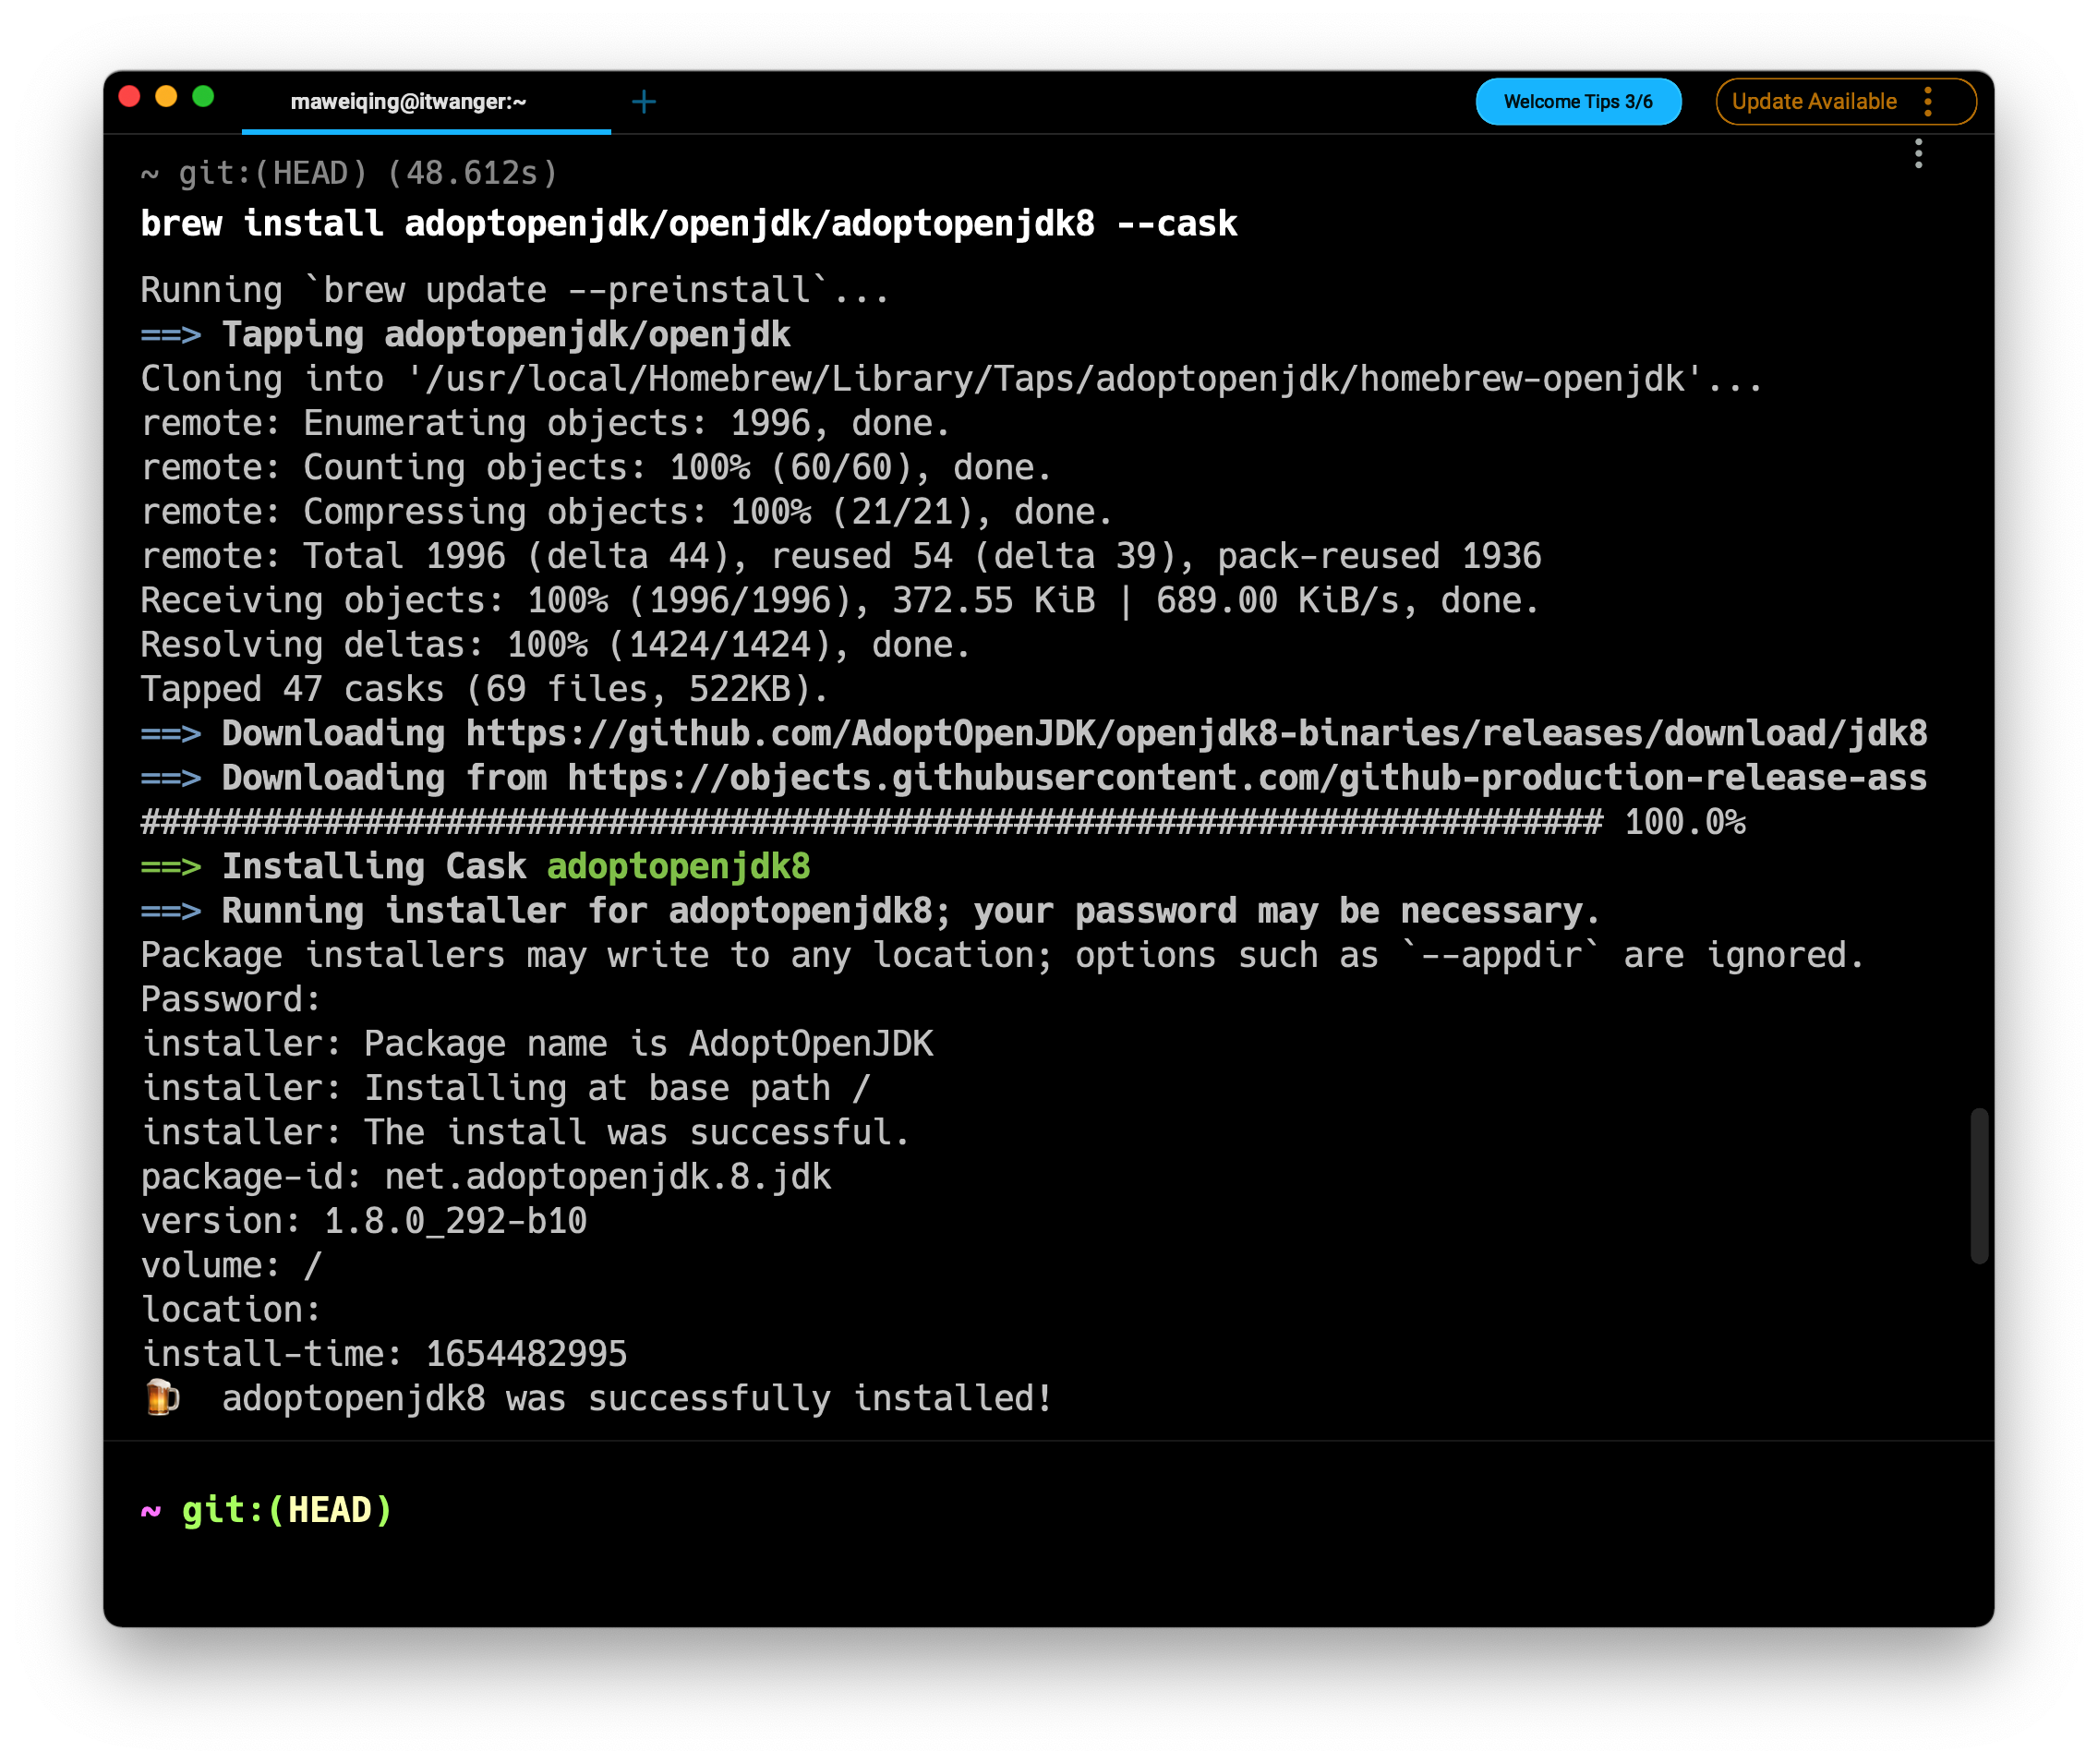 maweiqing@itwanger:~ + Welcome Tips 3/6 Update Available
~ git:(HEAD) (48.612s)
brew install adoptopenjdk/openjdk/adoptopenjdk8 --cask
Running `brew update --preinstall`...
==> Tapping adoptopenjdk/openjdk
Cloning into '/usr/local/Homebrew/Library/Taps/adoptopenjdk/homebrew-openjdk'...
remote: Enumerating objects: 1996, done.
remote: Counting objects: 100% (60/60), done.
remote: Compressing objects: 100% (21/21), done.
remote: Total 1996 (delta 44), reused 54 (delta 39), pack-reused 1936
Receiving objects: 100% (1996/1996), 372.55 KiB | 689.00 KiB/s, done.
Resolving deltas: 100% (1424/1424), done.
Tapped 47 casks (69 files, 522KB).
==> Downloading https://github.com/AdoptOpenJDK/openjdk8-binaries/releases/download/jdk8
==> Downloading from https://objects.githubusercontent.com/github-production-release-ass
######################################################################## 100.0%
==> Installing Cask adoptopenjdk8
==> Running installer for adoptopenjdk8; your password may be necessary.
Package installers may write to any location; options such as `--appdir` are ignored.
Password:
installer: Package name is AdoptOpenJDK
installer: Installing at base path /
installer: The install was successful.
package-id: net.adoptopenjdk.8.jdk
version: 1.8.0_292-b10
volume: /
location:
install-time: 1654482995
🍺  adoptopenjdk8 was successfully installed!
~ git:(HEAD)